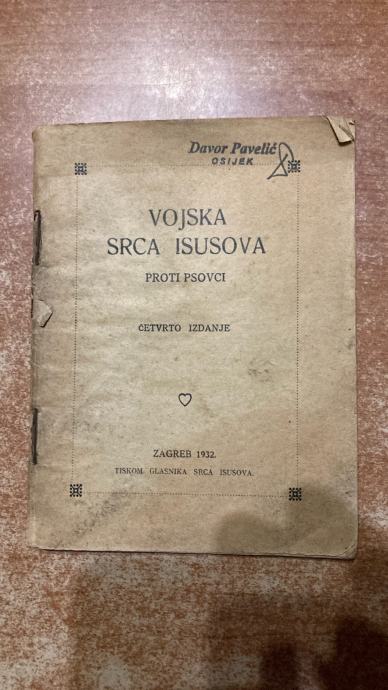 Davor Pavelić
OSIJEK
VOJSKA
SRCA ISUSOVA
PROTI PSOVCI
ČETVRTO IZDANJE
ZAGREB 1932.
TISKOM GLASNIKA SRCA ISUSOVA.